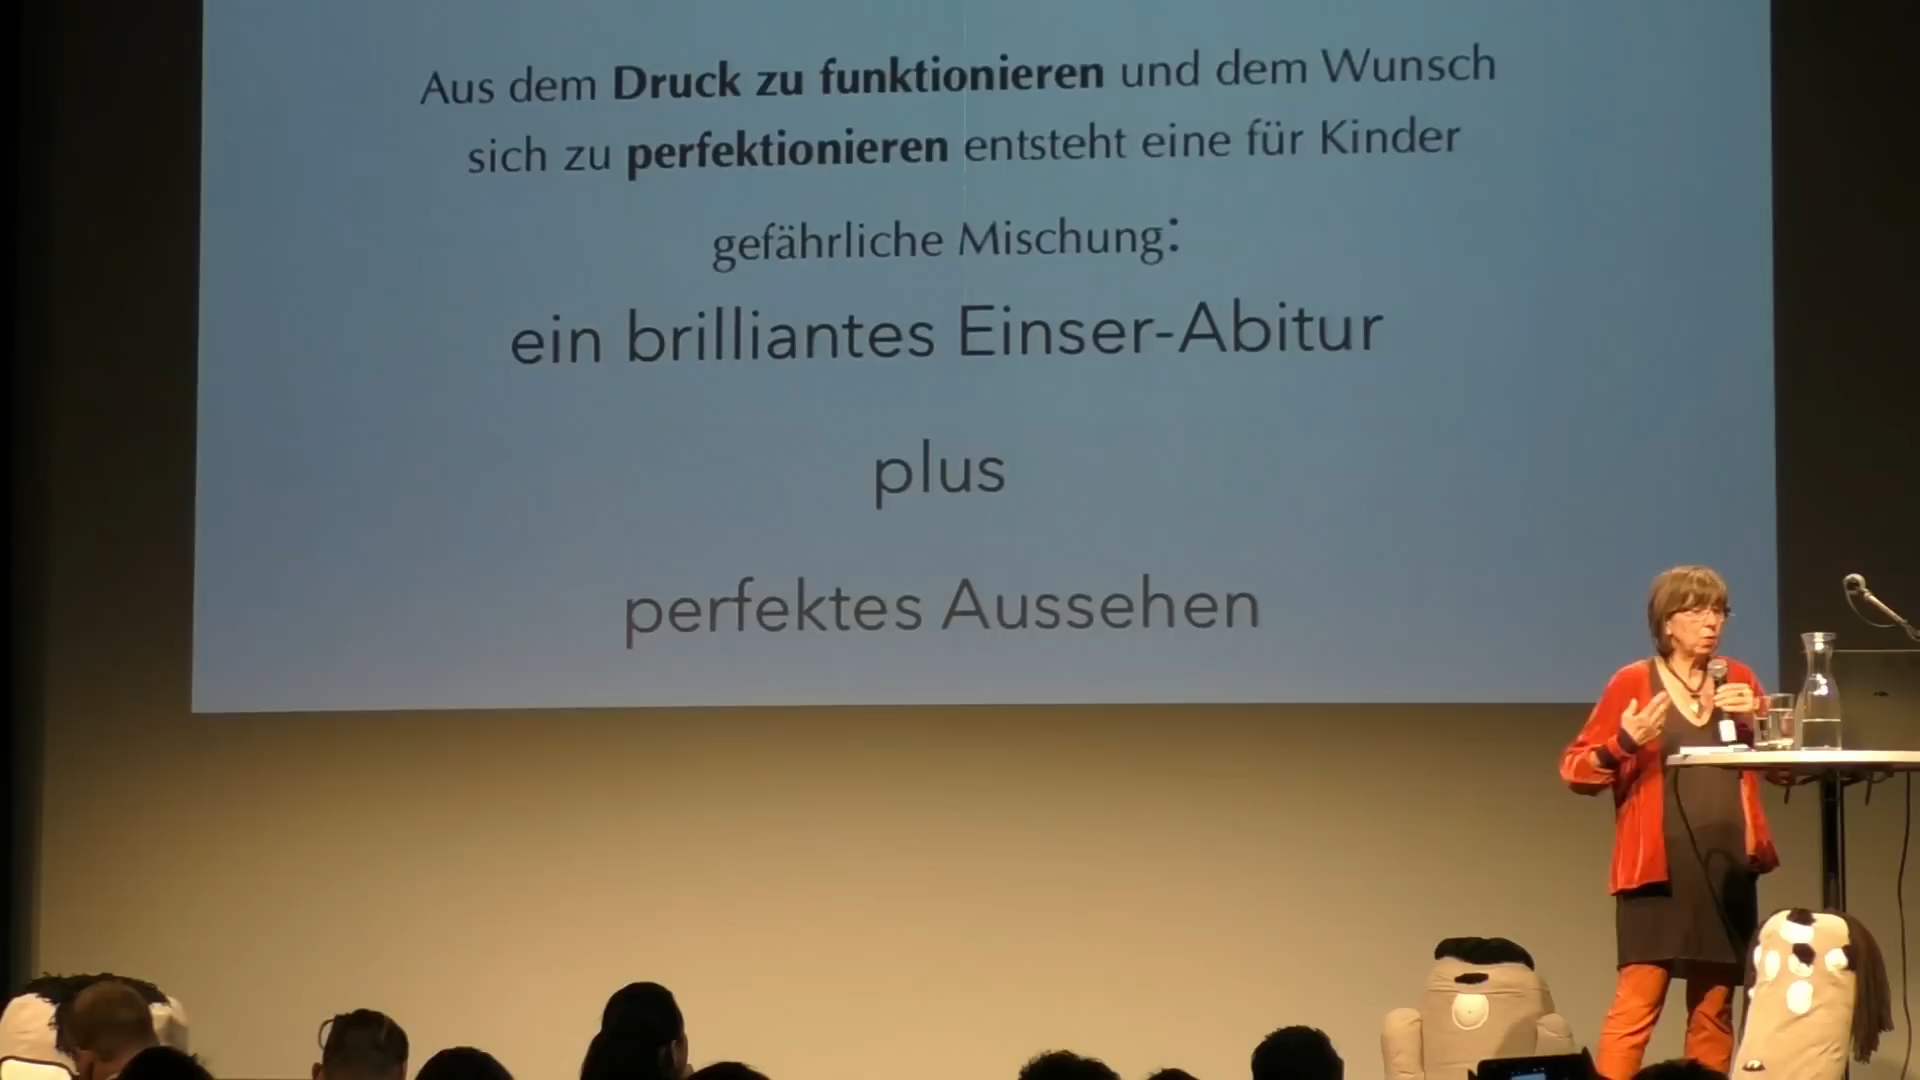 Aus dem Druck zu funktionieren und dem Wunsch
sich zu perfektionieren entsteht eine für Kinder
gefährliche Mischung:
ein brilliantes Einser-Abitur
plus
perfektes Aussehen